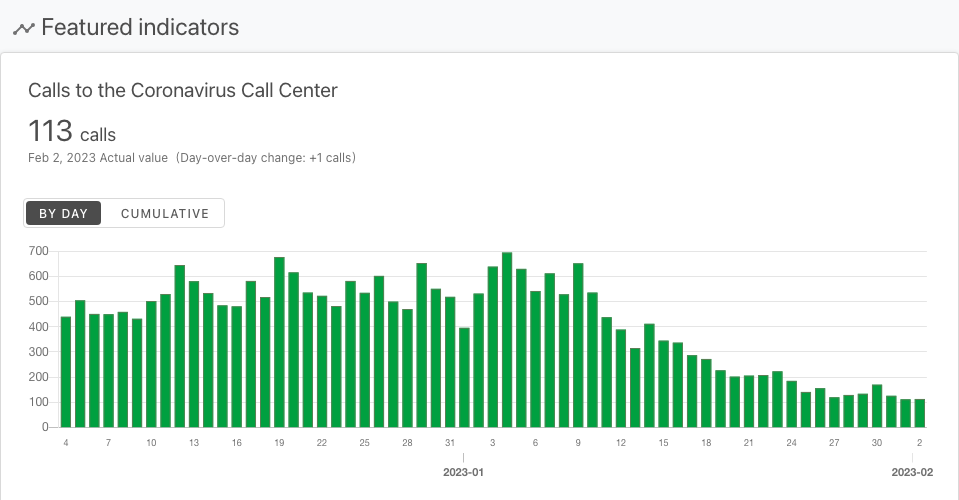 Featured indicators
Calls to the Coronavirus Call Center
113 calls
Feb 2, 2023 Actual value (Day-over-day change: +1 calls)
BY DAY CUMULATIVE
700
600
500
400
300
200
100
0
4 7 10 13 16 19 22 25 28 31 3 6 9 12 15 18 21 24 27 30 2
2023-01 2023-02